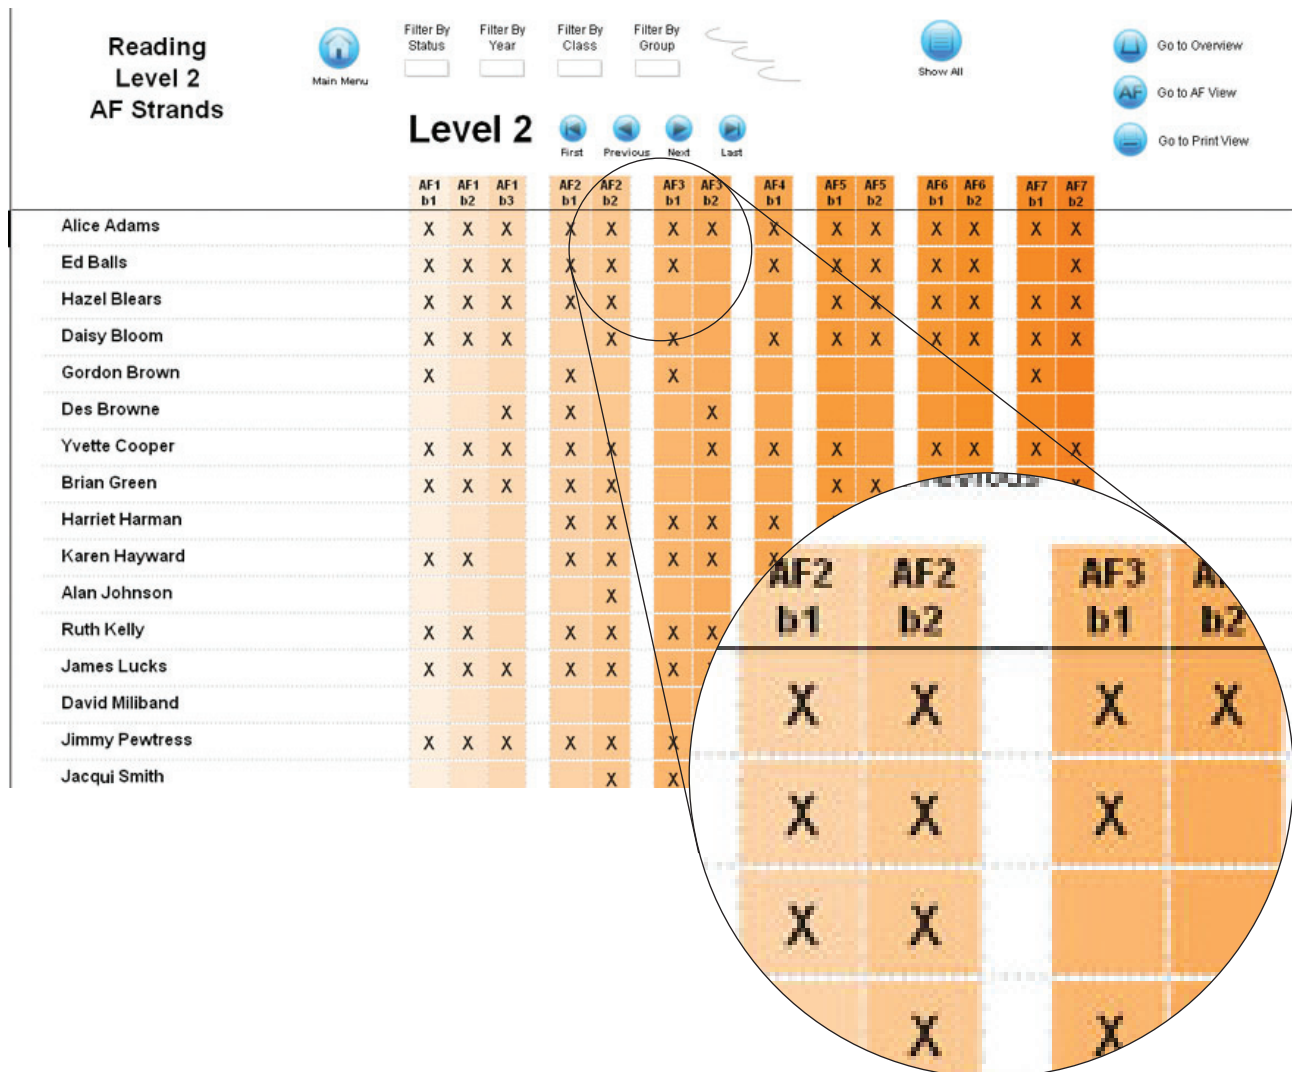 Reading
Level 2
AF Strands
Main Menu
Filter By Status
Filter By Year
Filter By Class
Filter By Group
Show All
Go to Overview
AF Go to AF View
Go to Print View
Level 2
First Previous Next Last
AF1 AF1 AF1 AF2 AF2 AF3 AF3 AF4 AF5 AF5 AF6 AF6 AF7 AF7
b1 b2 b3 b1 b2 b1 b2 b1 b1 b2 b1 b2 b1 b2
Alice Adams X X X X X X X X X X X X X X
Ed Balls X X X X X X X X X X X X
Hazel Blears X X X X X X X X X X X
Daisy Bloom X X X X X X X X X X X X
Gordon Brown X X X X
Des Browne X X X
Yvette Cooper X X X X X X X X X X X X
Brian Green X X X X X X X X
Harriet Harman X X X X X
Karen Hayward X X X X X X X
Alan Johnson X
Ruth Kelly X X X X X X
James Lucks X X X X X X
David Miliband
Jimmy Pewtress X X X X X X
Jacqui Smith X X
AF2 AF2 AF3
b1 b2 b1 b2
X X X X
X X X
X X
X X